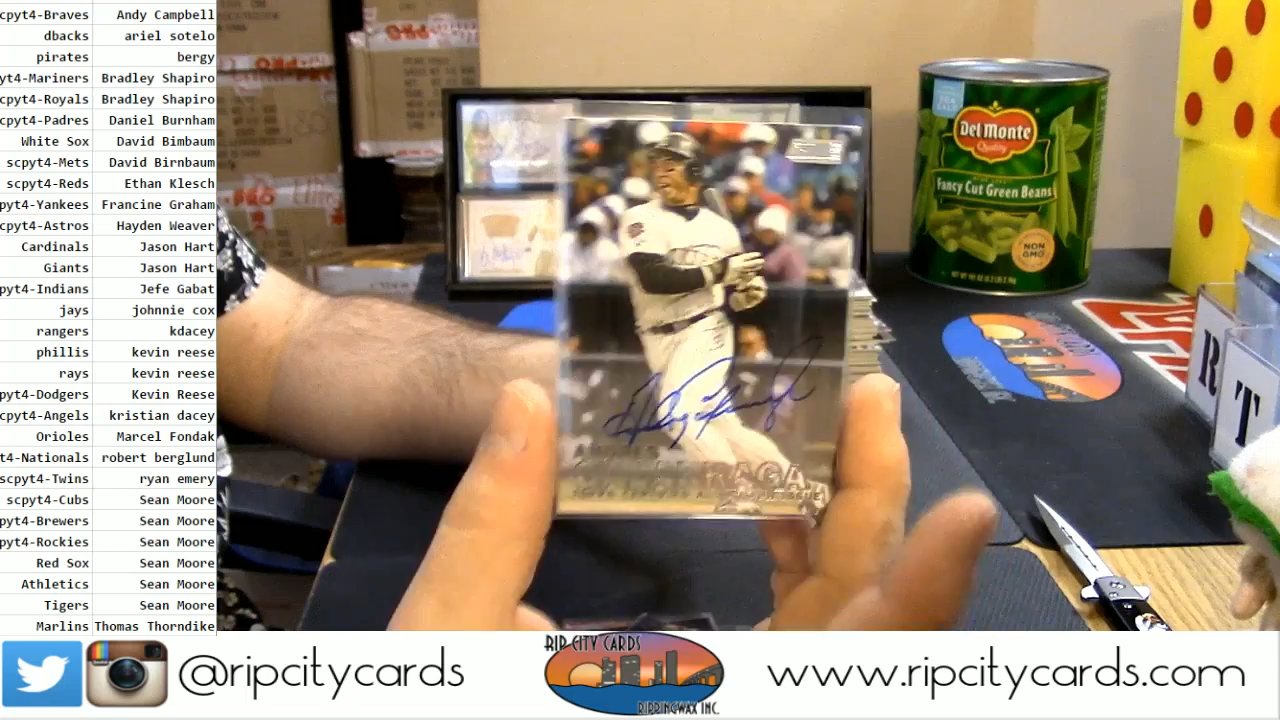 cpyt4-Braves Andy Campbell
dbacks ariel sotelo
pirates bergy
yt4-Mariners Bradley Shapiro
cpyt4-Royals Bradley Shapiro
cpyt4-Padres Daniel Burnham
White Sox David Bimbaum
scpyt4-Mets David Birnbaum
scpyt4-Reds Ethan Klesch
pyt4-Yankees Francine Graham
cpyt4-Astros Hayden Weaver
Cardinals Jason Hart
Giants Jason Hart
pyt4-Indians Jefe Gabat
jays johnnie cox
rangers kdacey
phillis kevin reese
rays kevin reese
pyt4-Dodgers Kevin Reese
cpyt4-Angels kristian dacey
Orioles Marcel Fondak
t4-Nationals robert berglund
scpyt4-Twins ryan emery
scpyt4-Cubs Sean Moore
pyt4-Brewers Sean Moore
pyt4-Rockies Sean Moore
Red Sox Sean Moore
Athletics Sean Moore
Tigers Sean Moore
Marlins Thomas Thorndike
Del Monte
Quality
Fancy Cut Green Beans
NON
GMO
R
T
@ripcitycards
RIP CITY CARDS
RIPPINGWAX INC.
www.ripcitycards.com